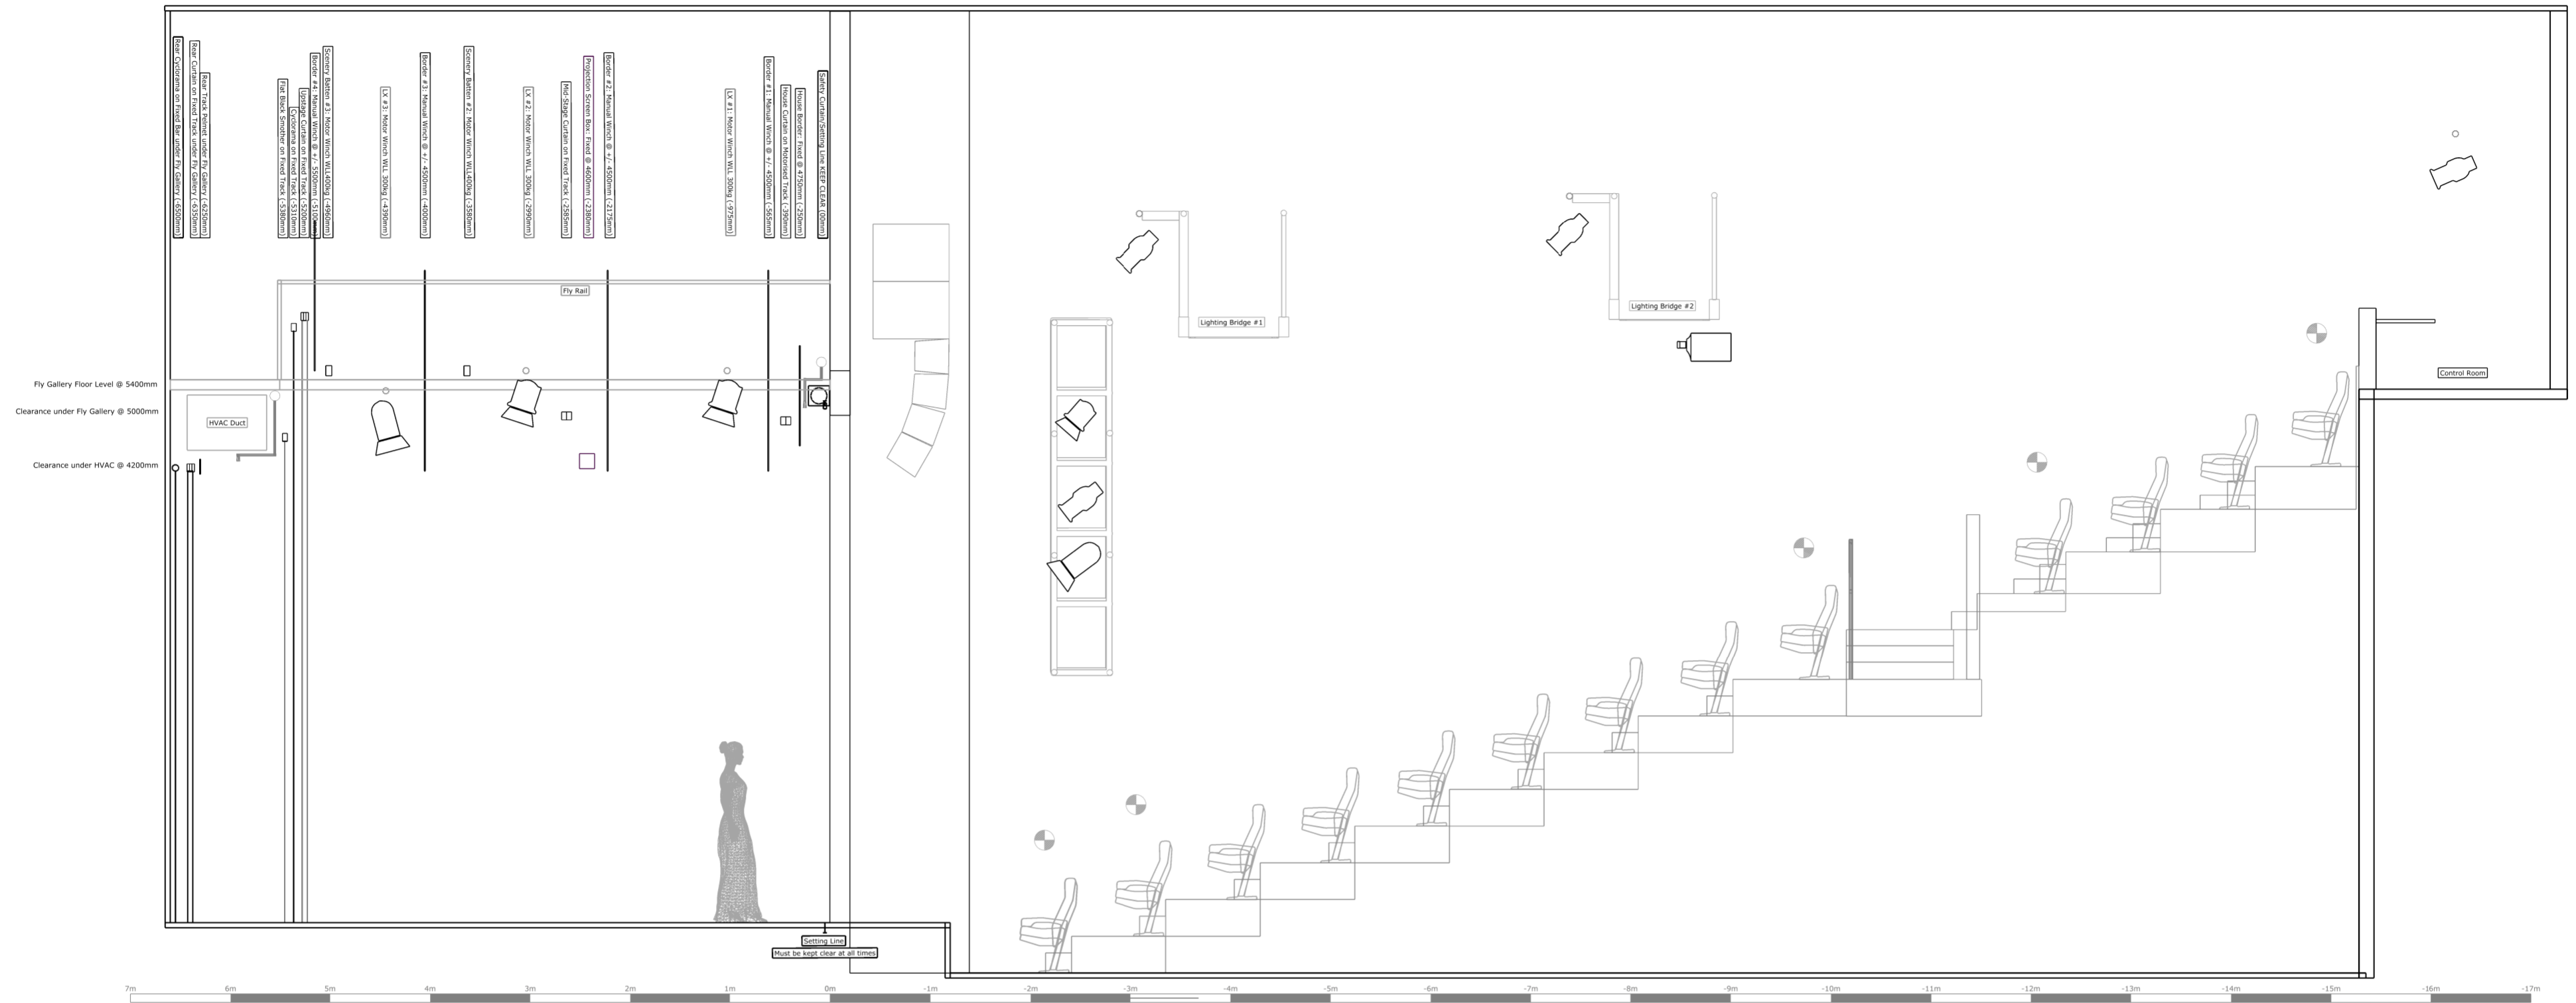 Rear Cyclorama on Fixed Bar under Fly Gallery (-6500mm)
Rear Curtain on Fixed Track under Fly Gallery (-6350mm)
Rear Track Pelmet under Fly Gallery (-6250mm)
Flat Black Smother on Fixed Track (-5380mm)
Cyclorama on Fixed Track (-5310mm)
Upstage Curtain on Fixed Track (-5200mm)
Border #4: Manual Winch @ +/- 5500mm (-5100mm)
Scenery Batten #3: Motor Winch WLL400kg (-4960mm)
LX #3: Motor Winch WLL 300kg (-4390mm)
Border #3: Manual Winch @ +/- 4500mm (-4000mm)
Scenery Batten #2: Motor Winch WLL400kg (-3580mm)
LX #2: Motor Winch WLL 300kg (-2990mm)
Mid-Stage Curtain on Fixed Track (-2585mm)
Projection Screen Box: Fixed @ 4600mm (-2380mm)
Border #2: Manual Winch @ +/- 4500mm (-2175mm)
LX #1: Motor Winch WLL 300kg (-975mm)
Border #1: Manual Winch @ +/- 4500mm (-565mm)
House Curtain on Motorised Track (-390mm)
House Border: Fixed @ 4750mm (-250mm)
Safety Curtain/Setting Line KEEP CLEAR (00mm)
Fly Rail
Lighting Bridge #1
Lighting Bridge #2
Control Room
Fly Gallery Floor Level @ 5400mm
Clearance under Fly Gallery @ 5000mm
HVAC Duct
Clearance under HVAC @ 4200mm
Setting Line
Must be kept clear at all times
7m 6m 5m 4m 3m 2m 1m 0m -1m -2m -3m -4m -5m -6m -7m -8m -9m -10m -11m -12m -13m -14m -15m -16m -17m